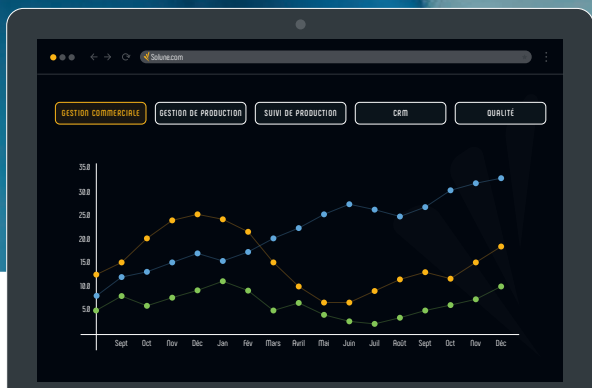 Solune.com
GESTION COMMERCIALE
GESTION DE PRODUCTION
SUIVI DE PRODUCTION
CRM
QUALITÉ
35.0
30.0
25.0
20.0
15.0
10.0
5.0
Sept Oct Nov Déc Jan Fév Mars Avril Mai Juin Juil Août Sept Oct Nov Déc